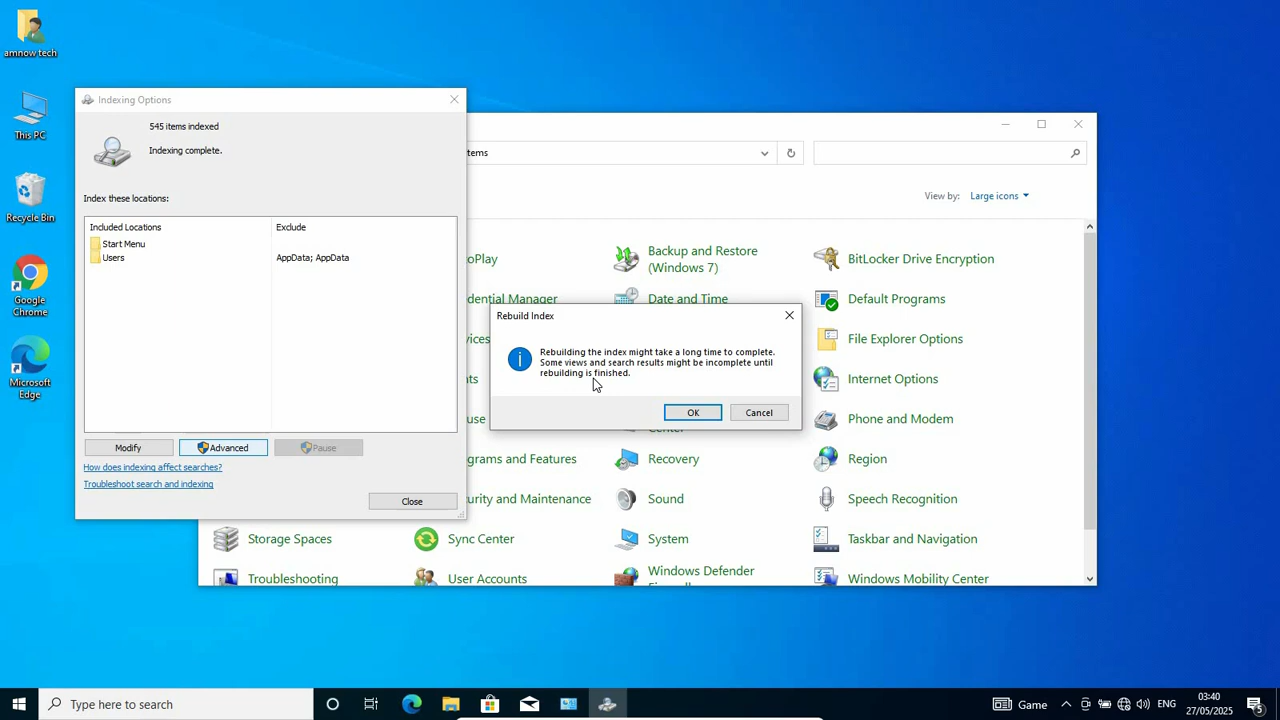 amnow tech
This PC
Recycle Bin
Google
Chrome
Microsoft
Edge
Indexing Options
545 items indexed
Indexing complete.
Index these locations:
Included Locations
Exclude
Start Menu
Users
AppData; AppData
Modify
Advanced
Pause
How does indexing affect searches?
Troubleshoot search and indexing
Close
tems
View by:
Large icons
oPlay
Backup and Restore
(Windows 7)
BitLocker Drive Encryption
dential Manager
Date and Time
Default Programs
vices
File Explorer Options
Internet Options
Phone and Modem
Rebuild Index
Rebuilding the index might take a long time to complete.
Some views and search results might be incomplete until
rebuilding is finished.
OK
Cancel
ograms and Features
Recovery
Region
curity and Maintenance
Sound
Speech Recognition
Storage Spaces
Sync Center
System
Taskbar and Navigation
Troubleshooting
User Accounts
Windows Defender
Windows Mobility Center
Type here to search
Game
ENG
03:40
27/05/2025
5